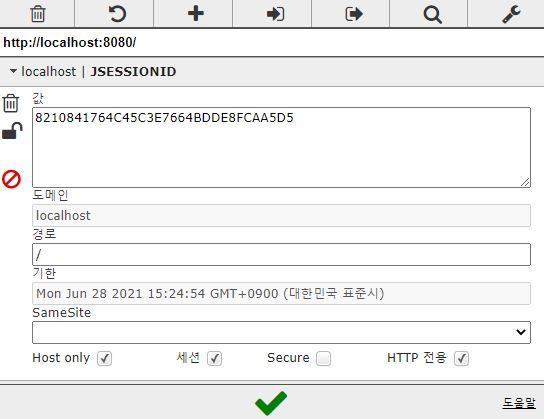 http://localhost:8080/
localhost | JSESSIONID
값
8210841764C45C3E7664BDDE8FCAA5D5
도메인
localhost
경로
/
기한
Mon Jun 28 2021 15:24:54 GMT+0900 (대한민국 표준시)
SameSite
Host only 세션 Secure HTTP 전용
도움말